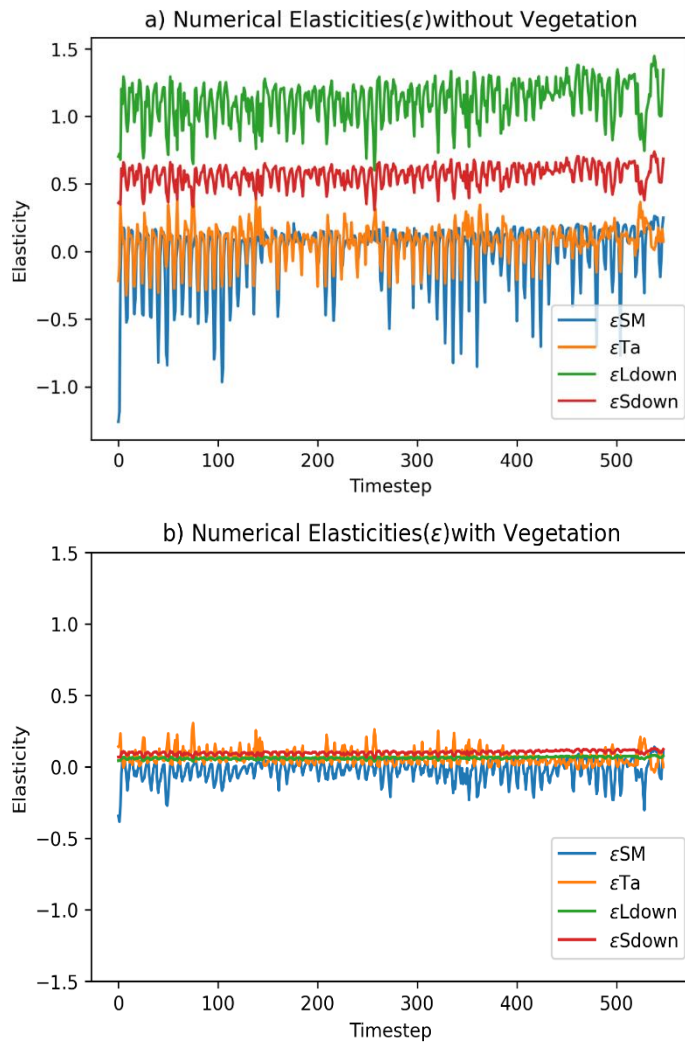 a) Numerical Elasticities(ε)without Vegetation
1.5
1.0
0.5
0.0
−0.5
−1.0
Elasticity
εSM
εTa
εLdown
εSdown
0 100 200 300 400 500
Timestep
b) Numerical Elasticities(ε)with Vegetation
1.5
1.0
0.5
0.0
−0.5
−1.0
−1.5
Elasticity
εSM
εTa
εLdown
εSdown
0 100 200 300 400 500
Timestep